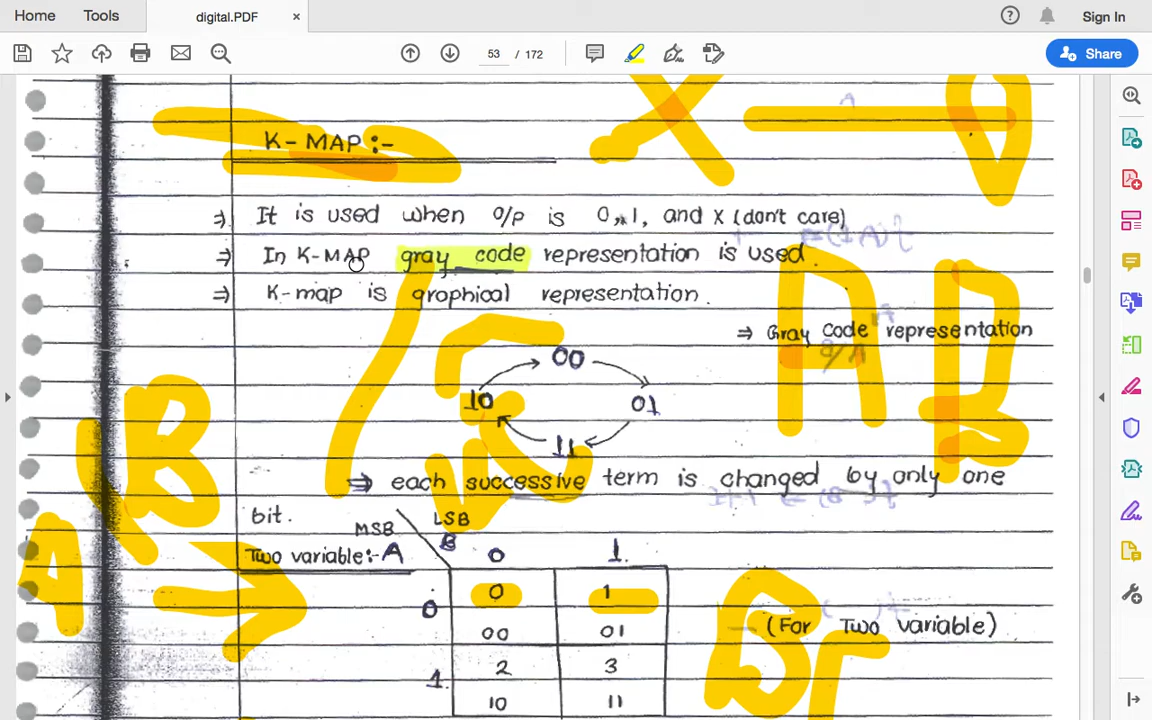 Home Tools digital.PDF × Sign In
53 / 172 Share
K-MAP :-
⇒ It is used when O/P is 0, 1, and X (don't care)
⇒ In K-MAP gray code representation is used.
⇒ K-map is graphical representation.
⇒ Gray Code representation
00
10 01
11
⇒ each successive term is changed by only one
bit.
MSB LSB
Two variable:- A B 0 1
0 0 1
00 01
(For Two variable)
1 2 3
10 11
A B
A B